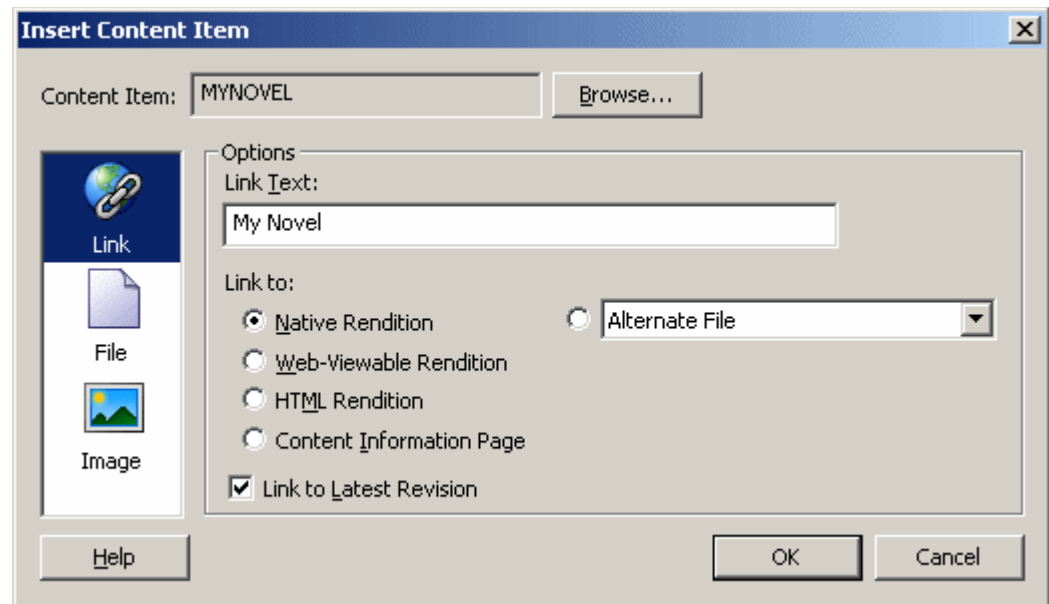 Insert Content Item
Content Item: MYNOVEL Browse...
Options
Link Text:
My Novel
Link
Link to:
Native Rendition Alternate File
File
Web-Viewable Rendition
HTML Rendition
Content Information Page
Image
Link to Latest Revision
Help OK Cancel